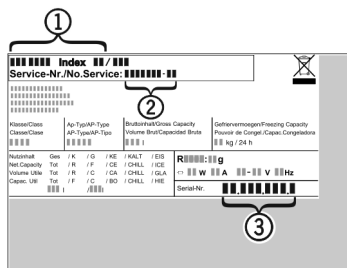 1
Index /
Service-Nr./No.Service: -
2
Klasse/Class
Classe/Clase
Ap-Typ/AP-Type
AP-Type/AP-Tipo
Bruttoinhalt/Gross Capacity
Volume Brut/Capacidad Bruta
l
Gefriervermoegen/Freezing Capacity
Pouvoir de Congel./Capac.Congeladora
kg / 24 h
Nutzinhalt Ges / K / G / KE / KALT / EIS
Net Capacity Tot / R / F / CE / CHILL / ICE
Volume Utile Tot / R / C / CA / CHILL / GLA
Capac. Util Tot / F / C / BO / CHILL / HIE
l / l
R : g
W A - V Hz
Serial-Nr. . . .
3